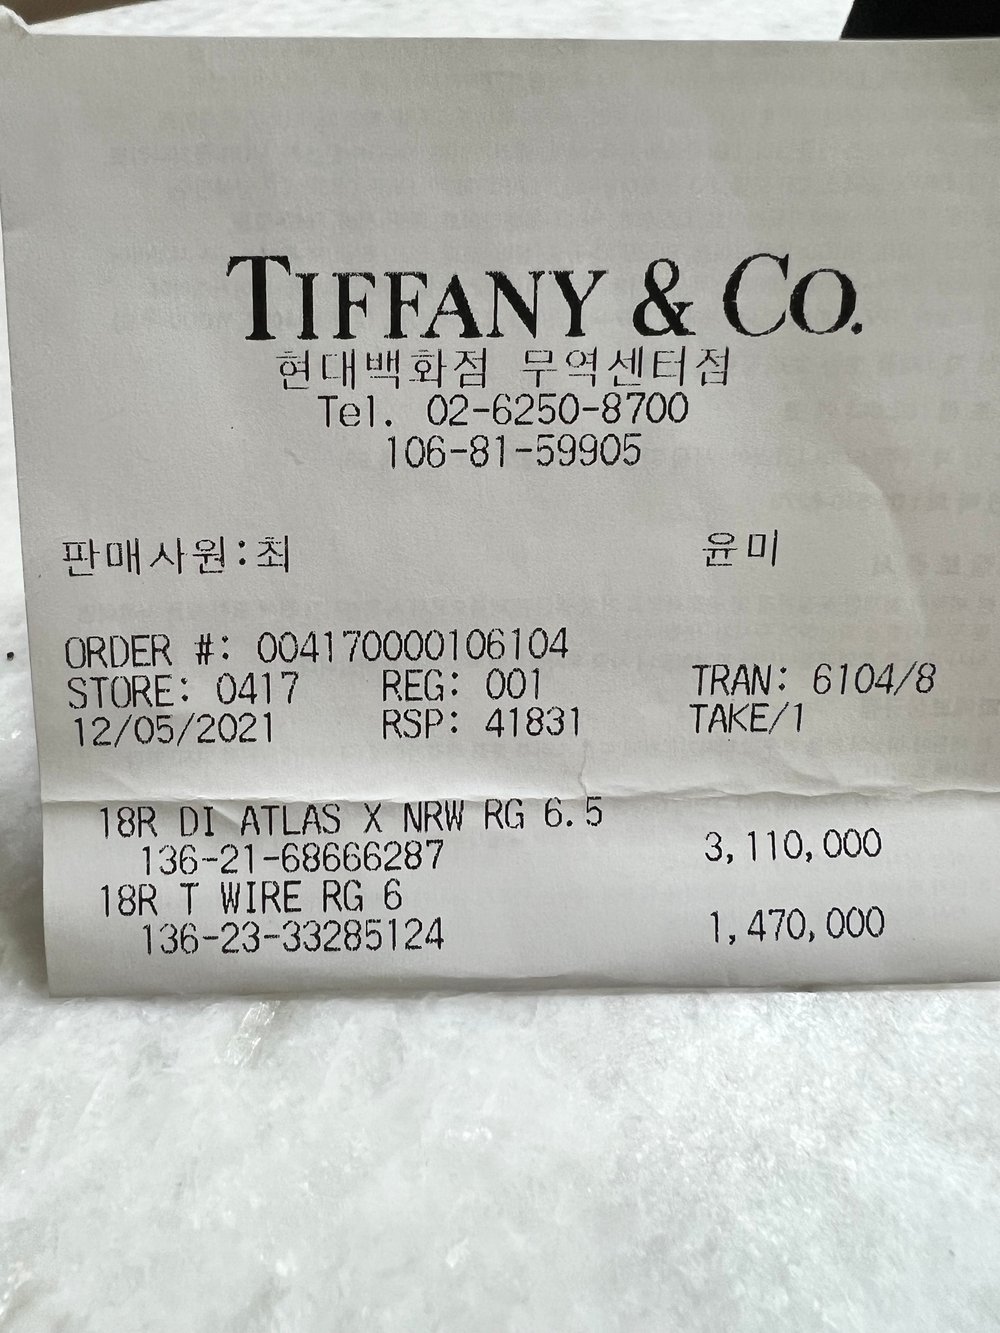 TIFFANY & CO.
현대백화점 무역센터점
Tel. 02-6250-8700
106-81-59905
판매사원:최 윤미
ORDER #: 004170000106104
STORE: 0417 REG: 001 TRAN: 6104/8
12/05/2021 RSP: 41831 TAKE/1
18R DI ATLAS X NRW RG 6.5
136-21-68666287 3,110,000
18R T WIRE RG 6
136-23-33285124 1,470,000